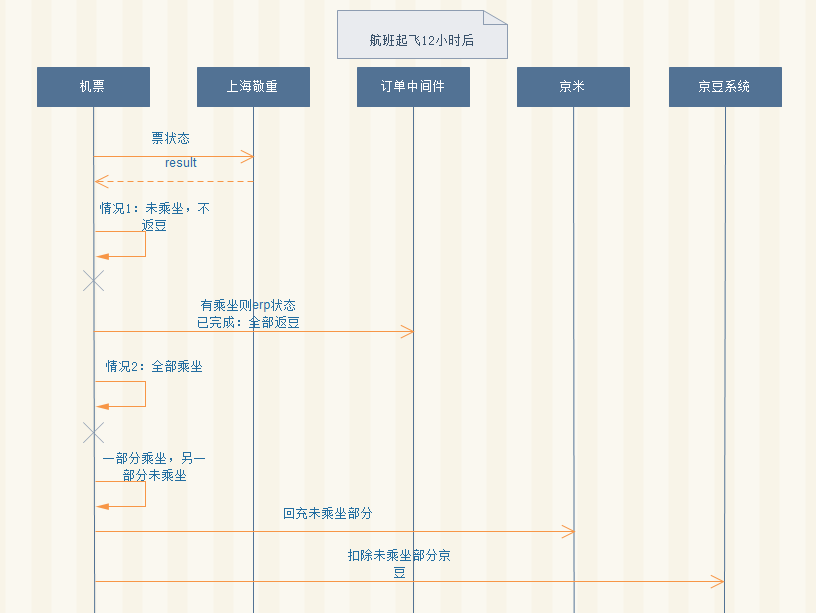 航班起飞12小时后
机票
上海敬重
订单中间件
京米
京豆系统
票状态
result
情况1：未乘坐，不
返豆
有乘坐则erp状态
已完成：全部返豆
情况2：全部乘坐
一部分乘坐，另一
部分未乘坐
回充未乘坐部分
扣除未乘坐部分京
豆